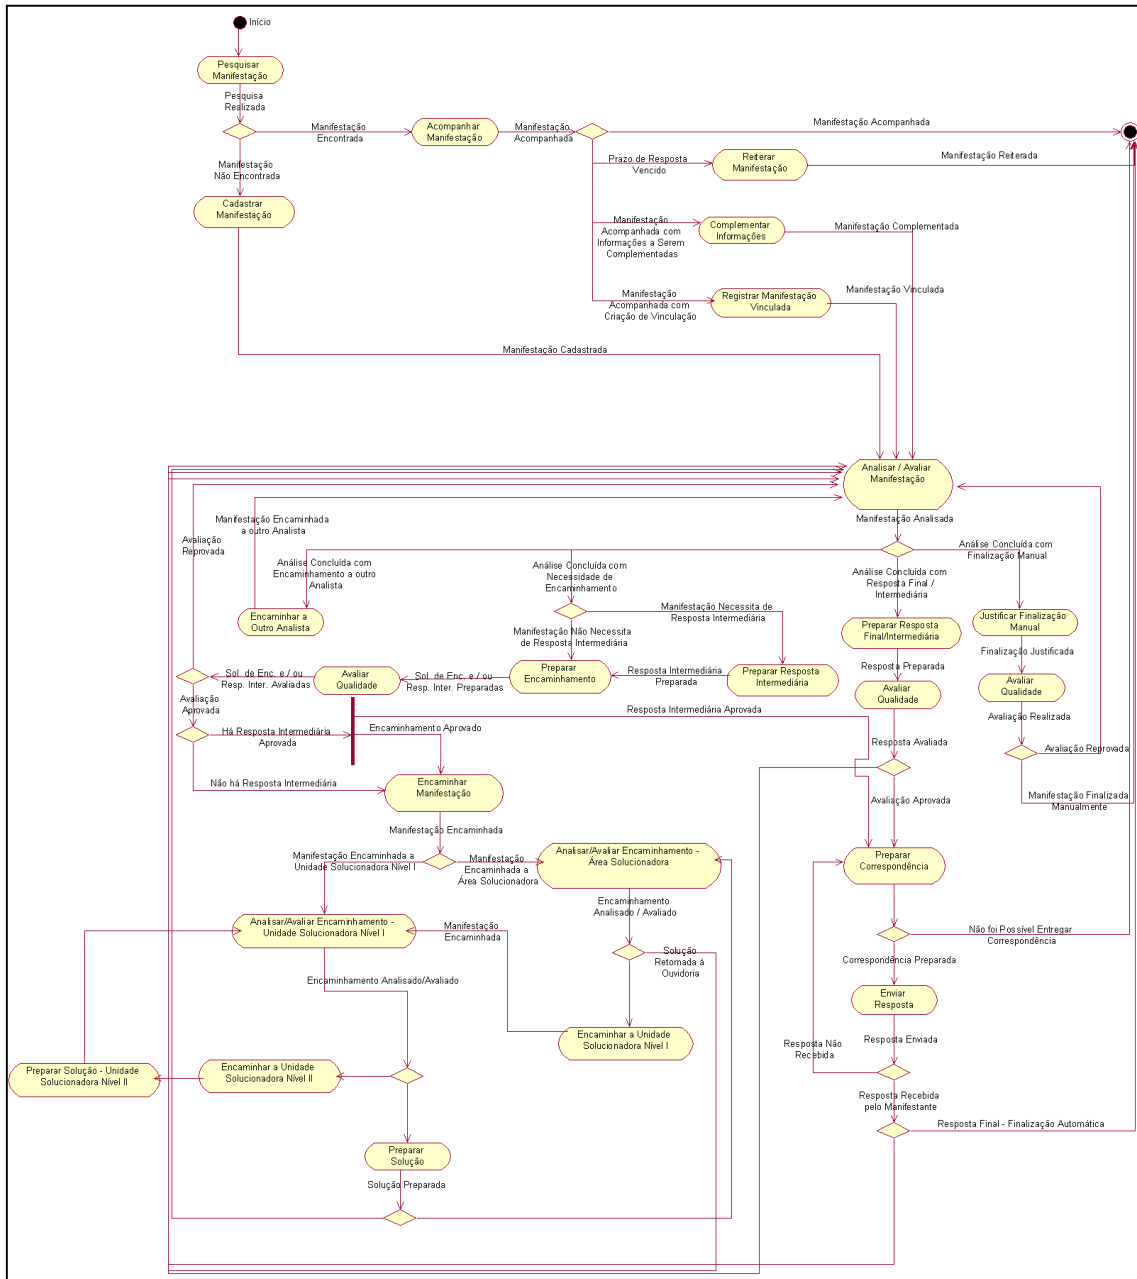 Início
Pesquisar
Manifestação
Pesquisa
Realizada
Manifestação
Encontrada
Acompanhar
Manifestação
Manifestação
Acompanhada
Manifestação Acompanhada
Prazo de Resposta
Vencido
Reiterar
Manifestação
Manifestação Reiterada
Manifestação
Não Encontrada
Cadastrar
Manifestação
Manifestação
Acompanhada com
Informações a Serem
Complementadas
Complementar
Informações
Manifestação Complementada
Manifestação
Acompanhada com
Criação de Vinculação
Registrar Manifestação
Vinculada
Manifestação Vinculada
Manifestação Cadastrada
Analisar / Avaliar
Manifestação
Manifestação Analisada
Manifestação Encaminhada
a outro Analista
Avaliação
Reprovada
Análise Concluída com
Encaminhamento a outro
Analista
Análise Concluída com
Necessidade de
Encaminhamento
Análise Concluída com
Resposta Final /
Intermediária
Análise Concluída com
Finalização Manual
Encaminhar a
Outro Analista
Manifestação Necessita de
Resposta Intermediária
Manifestação Não Necessita
de Resposta Intermediária
Preparar Resposta
Final/Intermediária
Justificar Finalização
Manual
Finalização Justificada
Sol. de Enc. e / ou
Resp. Inter. Avaliadas
Avaliar
Qualidade
Sol. de Enc. e / ou
Resp. Inter. Preparadas
Preparar
Encaminhamento
Resposta Intermediária
Preparada
Preparar Resposta
Intermediária
Resposta Preparada
Avaliar
Qualidade
Avaliar
Qualidade
Avaliação
Aprovada
Resposta Intermediária Aprovada
Avaliação Realizada
Há Resposta Intermediária
Aprovada
Encaminhamento Aprovado
Resposta Avaliada
Avaliação Reprovada
Não há Resposta Intermediária
Encaminhar
Manifestação
Avaliação Aprovada
Manifestação Finalizada
Manualmente
Manifestação Encaminhada
Manifestação Encaminhada a
Unidade Solucionadora Nível I
Manifestação
Encaminhada a
Área Solucionadora
Analisar/Avaliar Encaminhamento -
Área Solucionadora
Preparar
Correspondência
Encaminhamento
Analisado / Avaliado
Analisar/Avaliar Encaminhamento -
Unidade Solucionadora Nível I
Manifestação
Encaminhada
Não foi Possível Entregar
Correspondência
Solução
Retornada à
Ouvidoria
Correspondência Preparada
Encaminhamento Analisado/Avaliado
Enviar
Resposta
Encaminhar a Unidade
Solucionadora Nível I
Resposta Não
Recebida
Resposta Enviada
Preparar Solução - Unidade
Solucionadora Nível II
Encaminhar a Unidade
Solucionadora Nível II
Resposta Recebida
pelo Manifestante
Resposta Final - Finalização Automática
Preparar
Solução
Solução Preparada